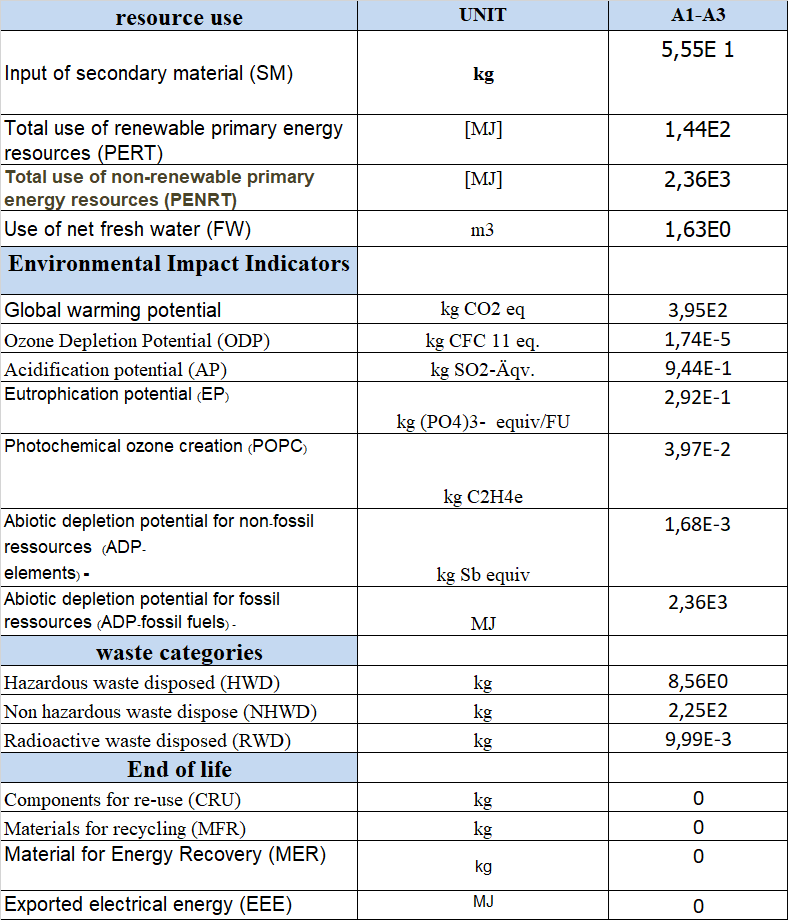 resource use UNIT A1-A3
Input of secondary material (SM) kg 5,55E 1
Total use of renewable primary energy
resources (PERT) [MJ] 1,44E2
Total use of non-renewable primary
energy resources (PENRT) [MJ] 2,36E3
Use of net fresh water (FW) m3 1,63E0
Environmental Impact Indicators
Global warming potential kg CO2 eq 3,95E2
Ozone Depletion Potential (ODP) kg CFC 11 eq. 1,74E-5
Acidification potential (AP) kg SO2-Äqv. 9,44E-1
Eutrophication potential (EP) 2,92E-1
kg (PO4)3- equiv/FU
Photochemical ozone creation (POPC) 3,97E-2
kg C2H4e
Abiotic depletion potential for non-fossil 1,68E-3
ressources (ADP-
elements) - kg Sb equiv
Abiotic depletion potential for fossil 2,36E3
ressources (ADP-fossil fuels) - MJ
waste categories
Hazardous waste disposed (HWD) kg 8,56E0
Non hazardous waste dispose (NHWD) kg 2,25E2
Radioactive waste disposed (RWD) kg 9,99E-3
End of life
Components for re-use (CRU) kg 0
Materials for recycling (MFR) kg 0
Material for Energy Recovery (MER) kg 0
Exported electrical energy (EEE) MJ 0